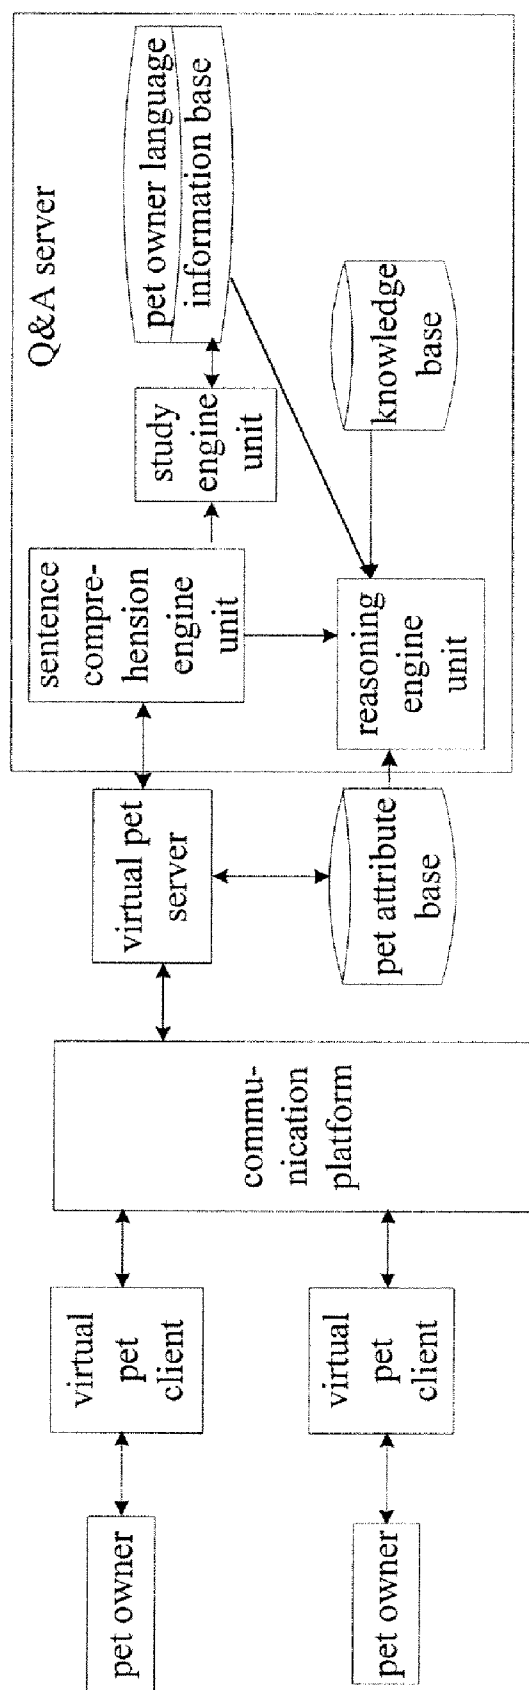 pet owner
virtual
pet
client
pet owner
virtual
pet
client
commu-
nication
platform
virtual pet
server
pet attribute
base
Q&A server
sentence
compre-
hension
engine
unit
study
engine
unit
pet owner language
information base
reasoning
engine
unit
knowledge
base